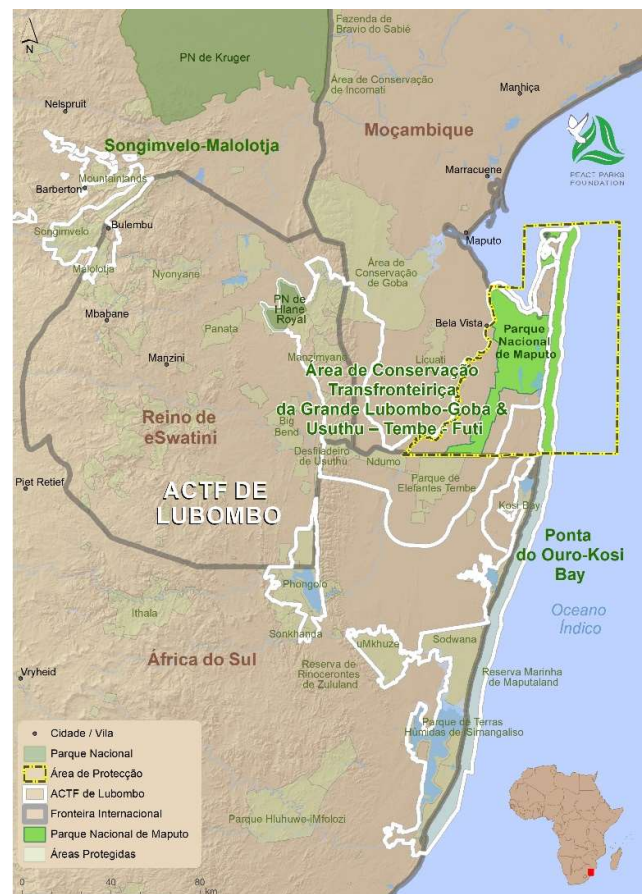 N
PN de Kruger
Fazenda de
Bravio do Sabié
Área de Conservação
de Incomati
Manhiça
Nelspruit
Moçambique
Songimvelo-Malolotja
Marracuene
PEACE PARKS
FOUNDATION
Mountainlands
Barberton
Songimvelo
Bulembu
Malolotja
Maputo
Nyonyane
Área de
Conservação
de Goba
PN de
Hlane
Royal
Mbabane
Panata
Bela Vista
Parque
Nacional
de Maputo
Manzini
Manzimyane
Licuati
Área de Conservação
Transfronteiriça
da Grande Lubombo-Goba &
Usuthu – Tembe - Futi
Reino de
eSwatini
Big
Bend
Desfiladeiro
de Usuthu
Ndumo
Piet Retief
ACTF DE
LUBOMBO
Parque de
Elefantes Tembe
Kosi Bay
Ponta
do Ouro-Kosi
Bay
Phongolo
Oceano
Índico
Ithala
Sonkhanda
uMkhuze
Sodwana
África do Sul
Reserva de
Rinocerontes
de Zululand
Reserva Marinha
de Maputaland
Vryheid
Parque de Terras
Húmidas de Simangaliso
Parque Hluhuwe-iMfolozi
Cidade / Vila
Parque Nacional
Área de Protecção
ACTF de Lubombo
Fronteira Internacional
Parque Nacional de Maputo
Áreas Protegidas
0
40
80
km